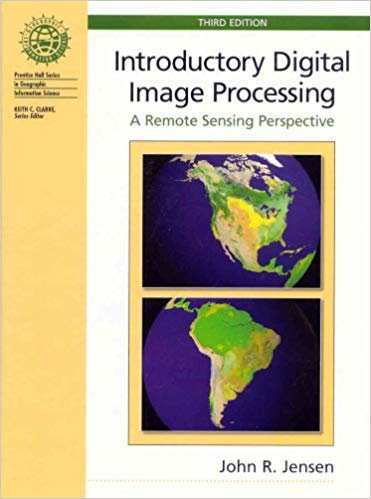 THIRD EDITION
Prentice Hall Series
in Geographic
Information Science
KEITH C. CLARKE,
Series Editor
Introductory Digital
Image Processing
A Remote Sensing Perspective
John R. Jensen